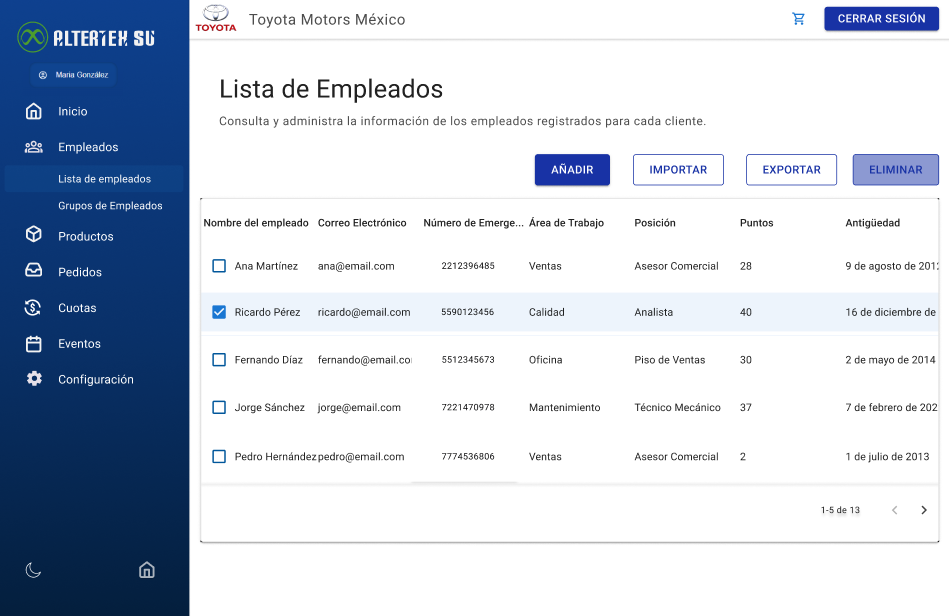 ALTERTEK SU
Maria González
Inicio
Empleados
Lista de empleados
Grupos de Empleados
Productos
Pedidos
Cuotas
Eventos
Configuración
TOYOTA
Toyota Motors México
CERRAR SESIÓN
Lista de Empleados
Consulta y administra la información de los empleados registrados para cada cliente.
AÑADIR IMPORTAR EXPORTAR ELIMINAR
Nombre del empleado Correo Electrónico Número de Emerge... Área de Trabajo Posición Puntos Antigüedad
Ana Martínez ana@email.com 2212396485 Ventas Asesor Comercial 28 9 de agosto de 201
Ricardo Pérez ricardo@email.com 5590123456 Calidad Analista 40 16 de diciembre de
Fernando Díaz fernando@email.co 5512345673 Oficina Piso de Ventas 30 2 de mayo de 2014
Jorge Sánchez jorge@email.com 7221470978 Mantenimiento Técnico Mecánico 37 7 de febrero de 202
Pedro Hernández pedro@email.com 7774536806 Ventas Asesor Comercial 2 1 de julio de 2013
1-5 de 13